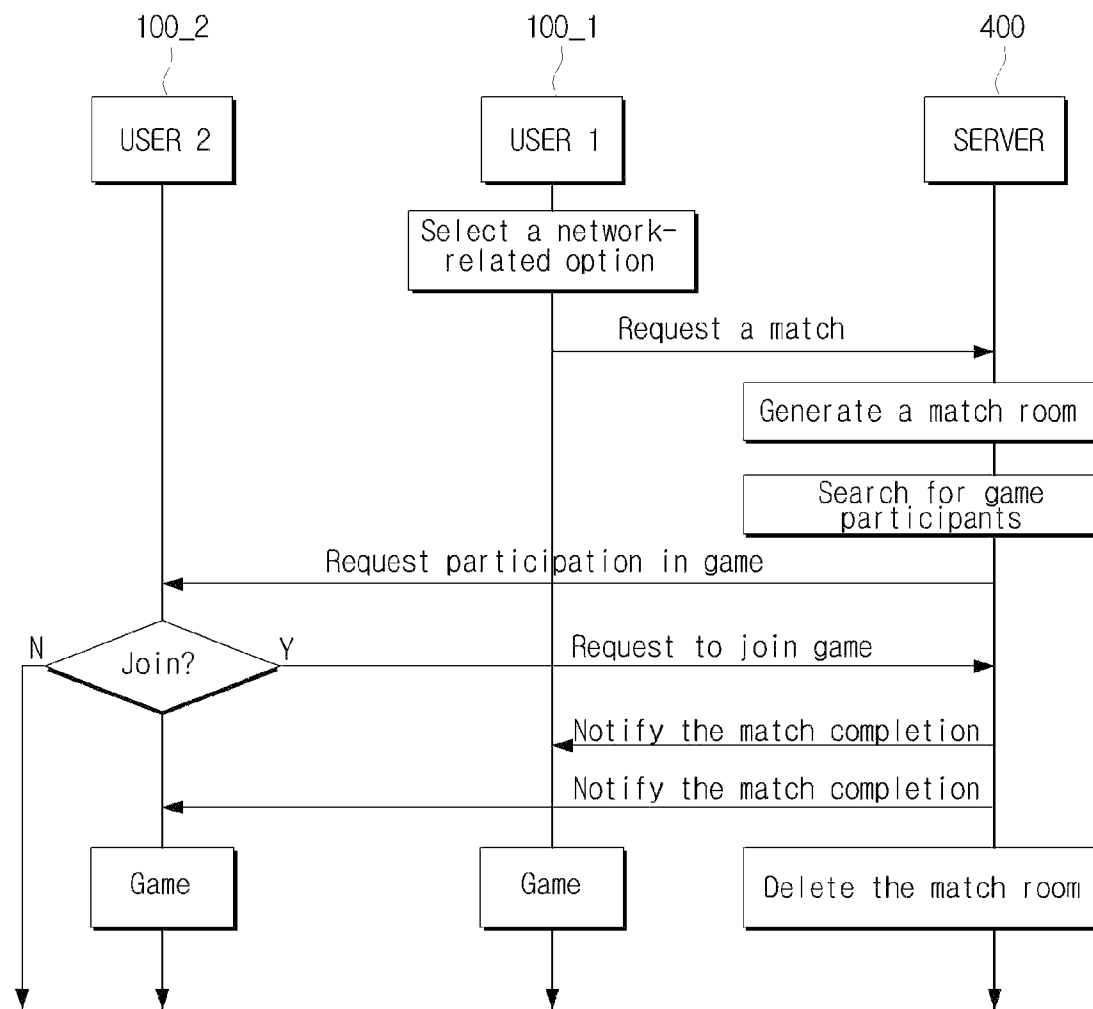 100_2
100_1
400
USER 2
USER 1
SERVER
Select a network-
related option
Request a match
Generate a match room
Search for game
participants
Request participation in game
N
Join?
Y
Request to join game
Notify the match completion
Notify the match completion
Game
Game
Delete the match room